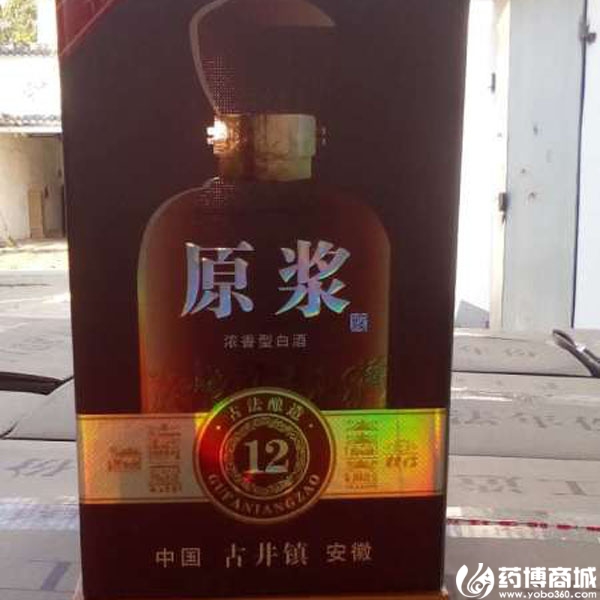 原浆
浓香型白酒
古法酿造
12
GUFANIANGZAO
中国 古井镇 安徽
药博商城
www.yobo360.com